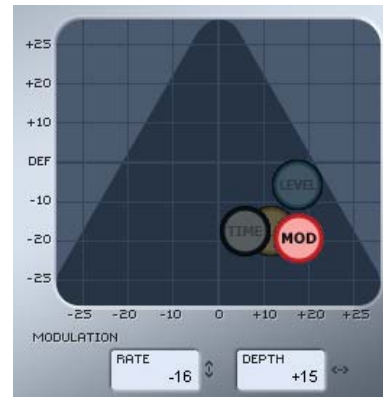 +25
+20
+10
DEF
-10
-20
-25
LEVEL
TIME
MOD
-25 -20 -10 0 +10 +20 +25
MODULATION
RATE DEPTH
-16 +15